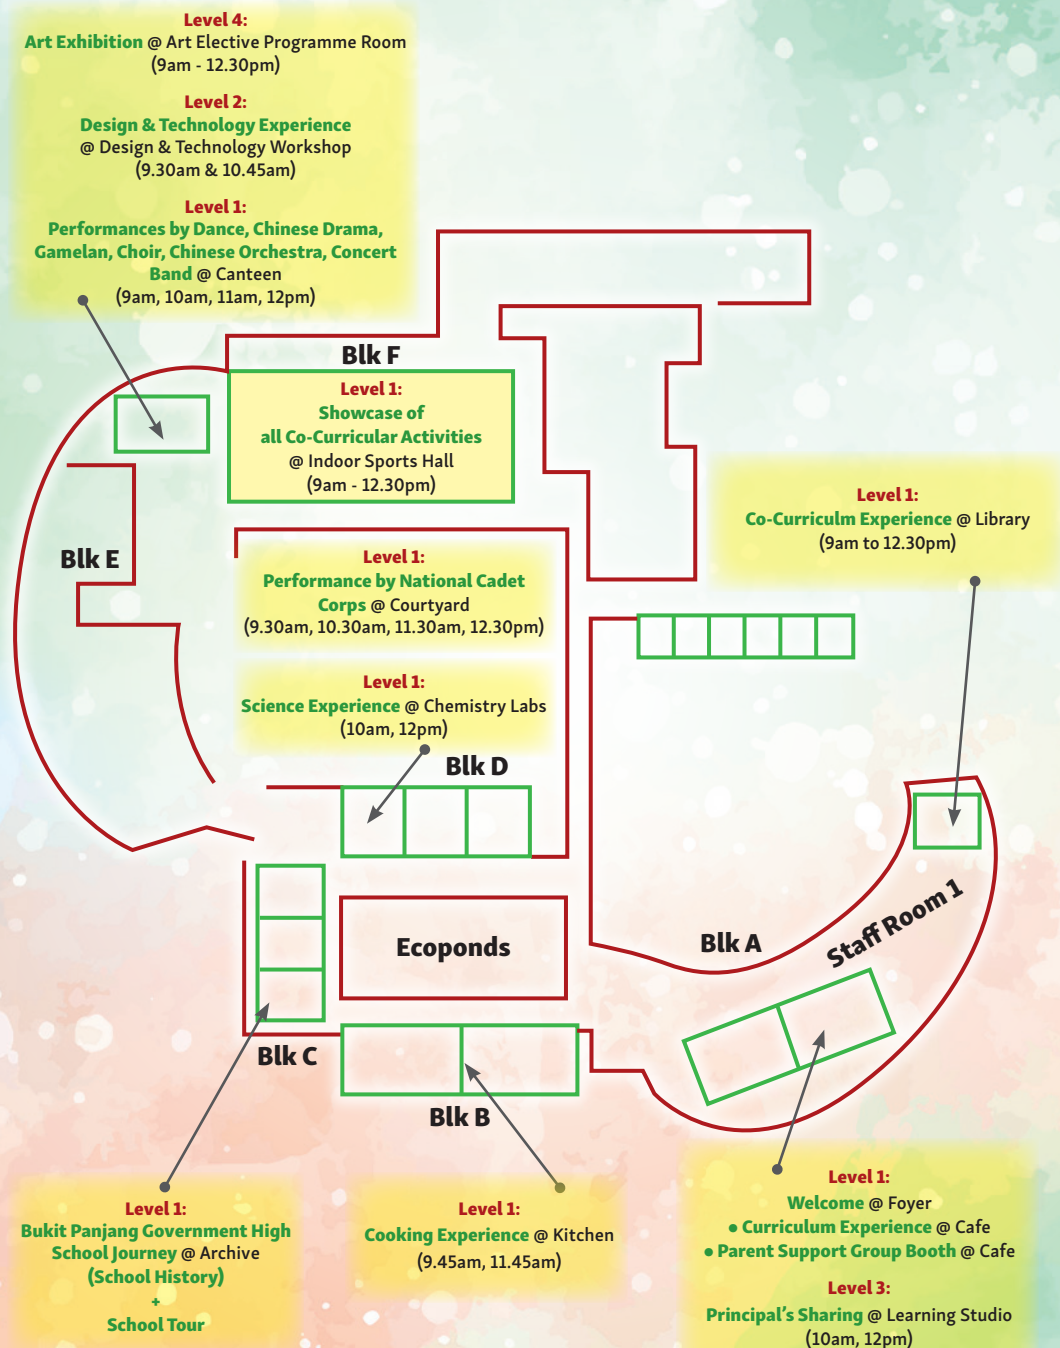 Level 4:
Art Exhibition @ Art Elective Programme Room
(9am - 12.30pm)
Level 2:
Design & Technology Experience
@ Design & Technology Workshop
(9.30am & 10.45am)
Level 1:
Performances by Dance, Chinese Drama,
Gamelan, Choir, Chinese Orchestra, Concert
Band @ Canteen
(9am, 10am, 11am, 12pm)
Blk F
Level 1:
Showcase of
all Co-Curricular Activities
@ Indoor Sports Hall
(9am - 12.30pm)
Level 1:
Co-Curriculm Experience @ Library
(9am to 12.30pm)
Blk E
Level 1:
Performance by National Cadet
Corps @ Courtyard
(9.30am, 10.30am, 11.30am, 12.30pm)
Level 1:
Science Experience @ Chemistry Labs
(10am, 12pm)
Blk D
Ecoponds
Blk A
Staff Room 1
Blk C
Blk B
Level 1:
Bukit Panjang Government High
School Journey @ Archive
(School History)
+
School Tour
Level 1:
Cooking Experience @ Kitchen
(9.45am, 11.45am)
Level 1:
Welcome @ Foyer
• Curriculum Experience @ Cafe
• Parent Support Group Booth @ Cafe
Level 3:
Principal's Sharing @ Learning Studio
(10am, 12pm)